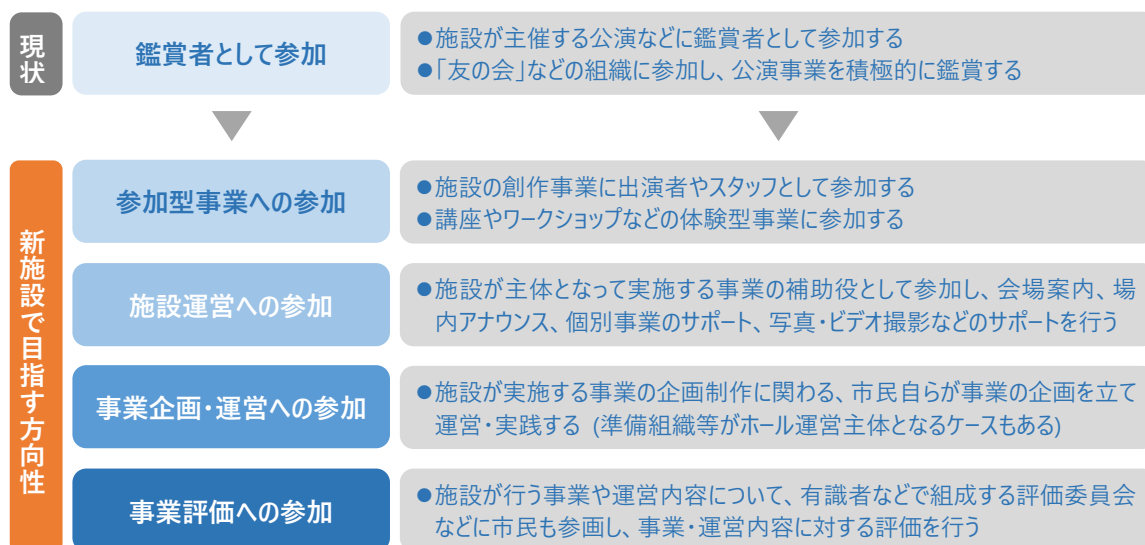 現状
鑑賞者として参加
●施設が主催する公演などに鑑賞者として参加する
●「友の会」などの組織に参加し、公演事業を積極的に鑑賞する
新施設で目指す方向性
参加型事業への参加
●施設の創作事業に出演者やスタッフとして参加する
●講座やワークショップなどの体験型事業に参加する
施設運営への参加
●施設が主体となって実施する事業の補助役として参加し、会場案内、場
内アナウンス、個別事業のサポート、写真・ビデオ撮影などのサポートを行う
事業企画・運営への参加
●施設が実施する事業の企画制作に関わる、市民自らが事業の企画を立て
運営・実践する (準備組織等がホール運営主体となるケースもある)
事業評価への参加
●施設が行う事業や運営内容について、有識者などで組成する評価委員会
などに市民も参画し、事業・運営内容に対する評価を行う